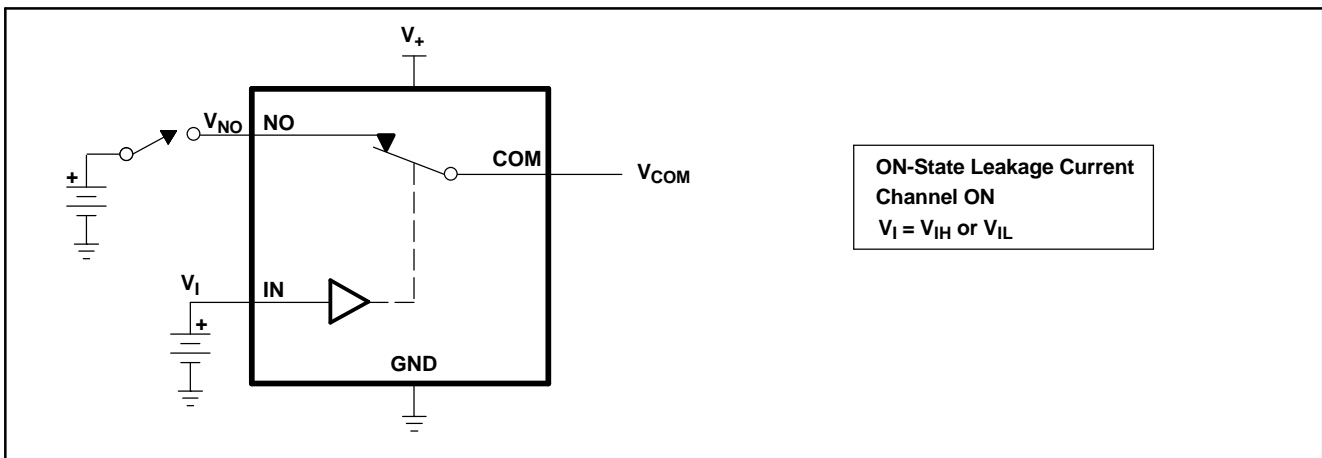 V+
VNO NO
COM
VCOM
+
VI IN
+
GND
ON-State Leakage Current
Channel ON
VI = VIH or VIL